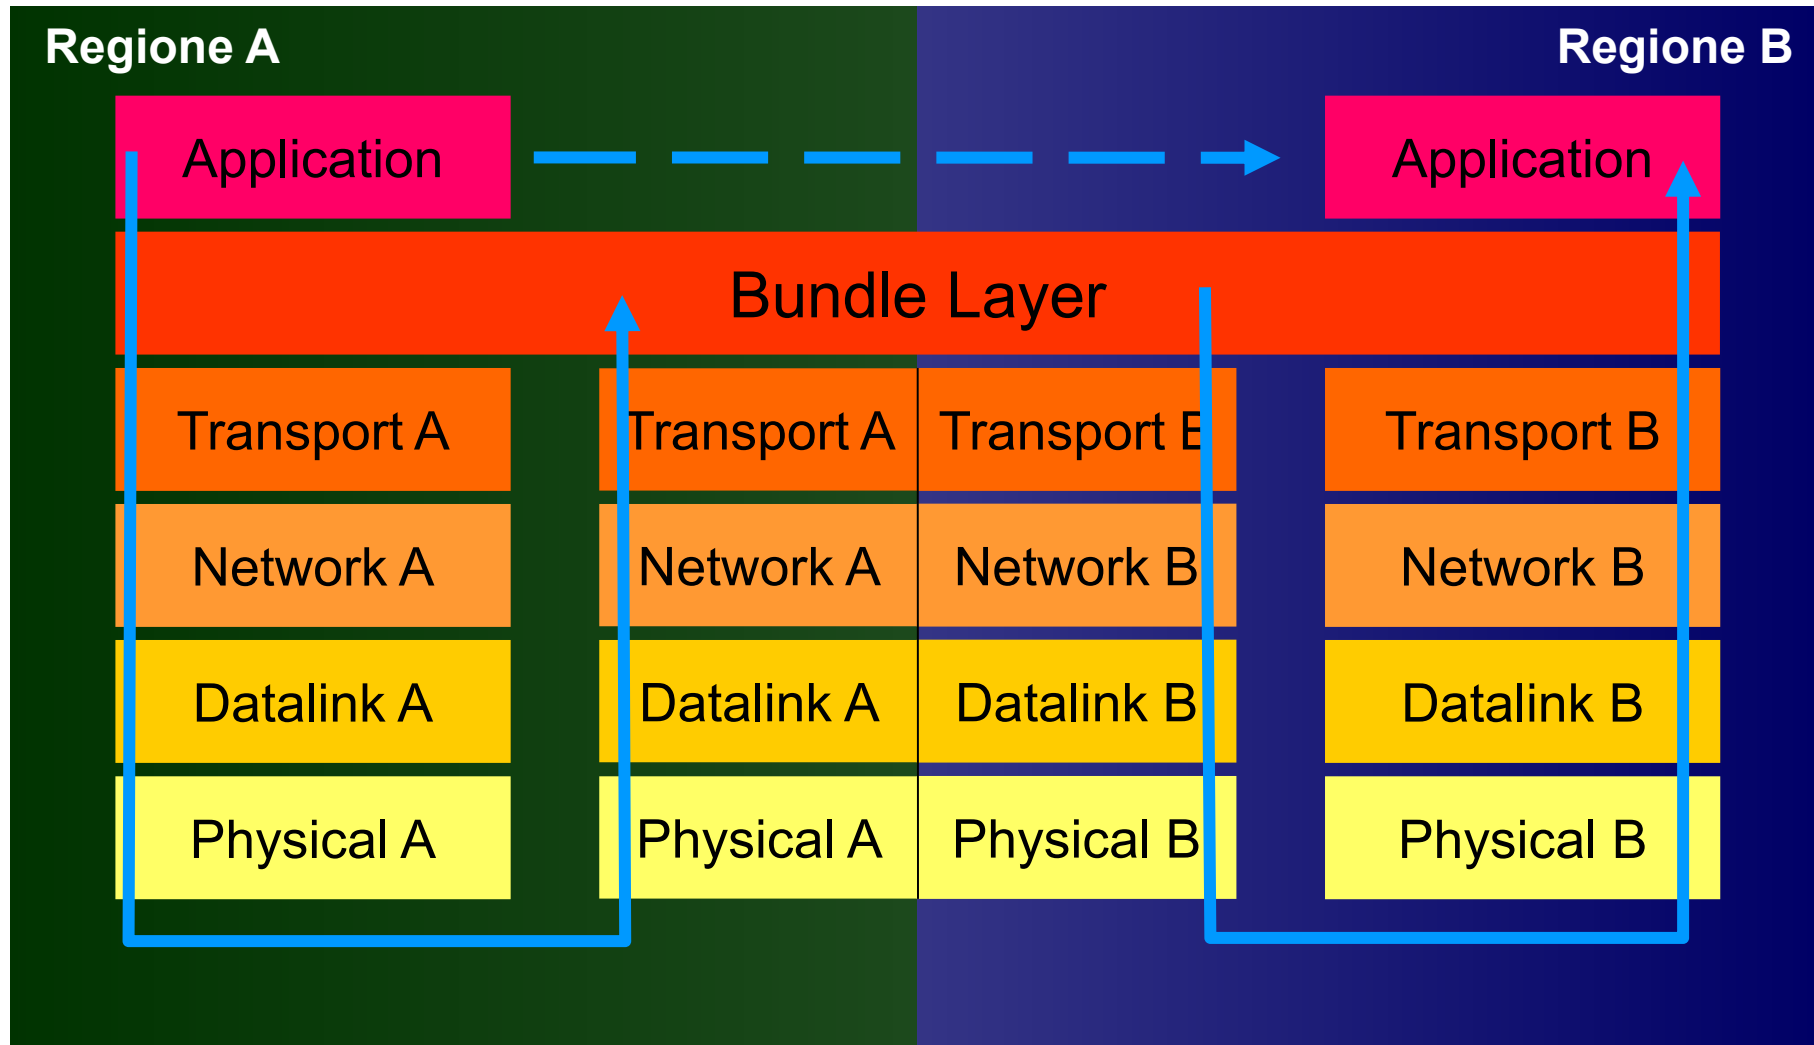 Regione A
Regione B
Application
Application
Bundle Layer
Transport A
Transport A
Transport B
Transport B
Network A
Network A
Network B
Network B
Datalink A
Datalink A
Datalink B
Datalink B
Physical A
Physical A
Physical B
Physical B